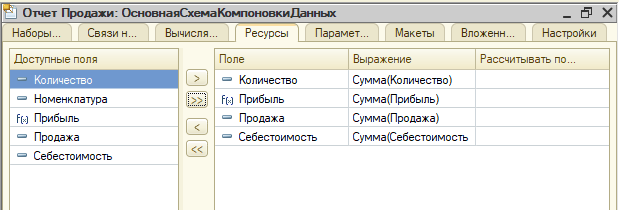 Отчет Продажи: ОсновнаяСхемаКомпоновкиДанных
Наборы... Связи н... Вычисля... Ресурсы Парамет... Макеты Вложенн... Настройки
Доступные поля
Количество
Номенклатура
f(x) Прибыль
Продажа
Себестоимость
>
>>
<
<<
Поле Выражение Рассчитывать по...
Количество Сумма(Количество)
f(x) Прибыль Сумма(Прибыль)
Продажа Сумма(Продажа)
Себестоимость Сумма(Себестоимость